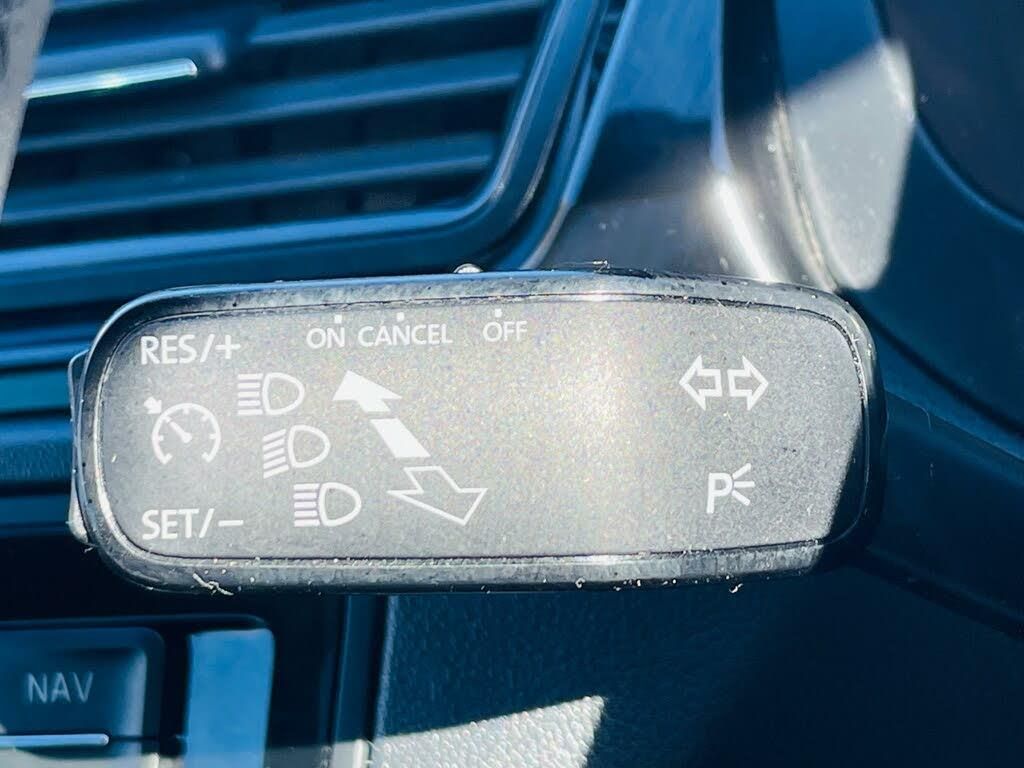 ON CANCEL OFF
RES/+
SET/-
P
NAV